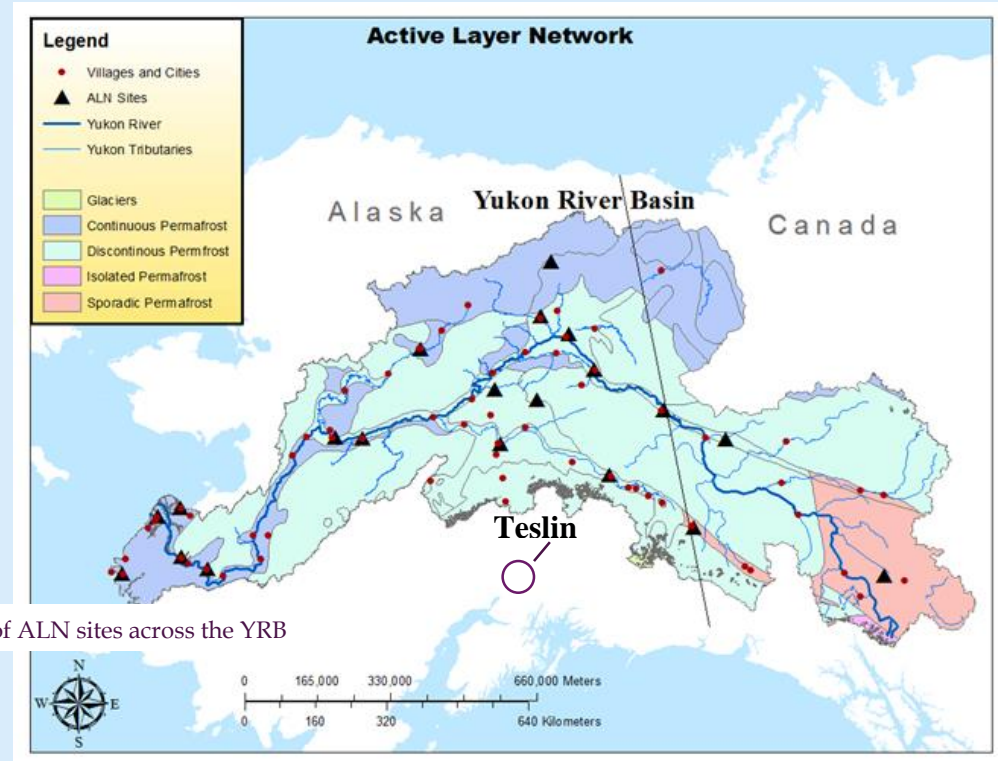 Active Layer Network
Legend
Villages and Cities
ALN Sites
Yukon River
Yukon Tributaries
Glaciers
Continuous Permafrost
Discontinous Permfrost
Isolated Permafrost
Sporadic Permafrost
Alaska
Yukon River Basin
Canada
Teslin
of ALN sites across the YRB
N
W
E
S
0 165,000 330,000 660,000 Meters
0 160 320 640 Kilometers